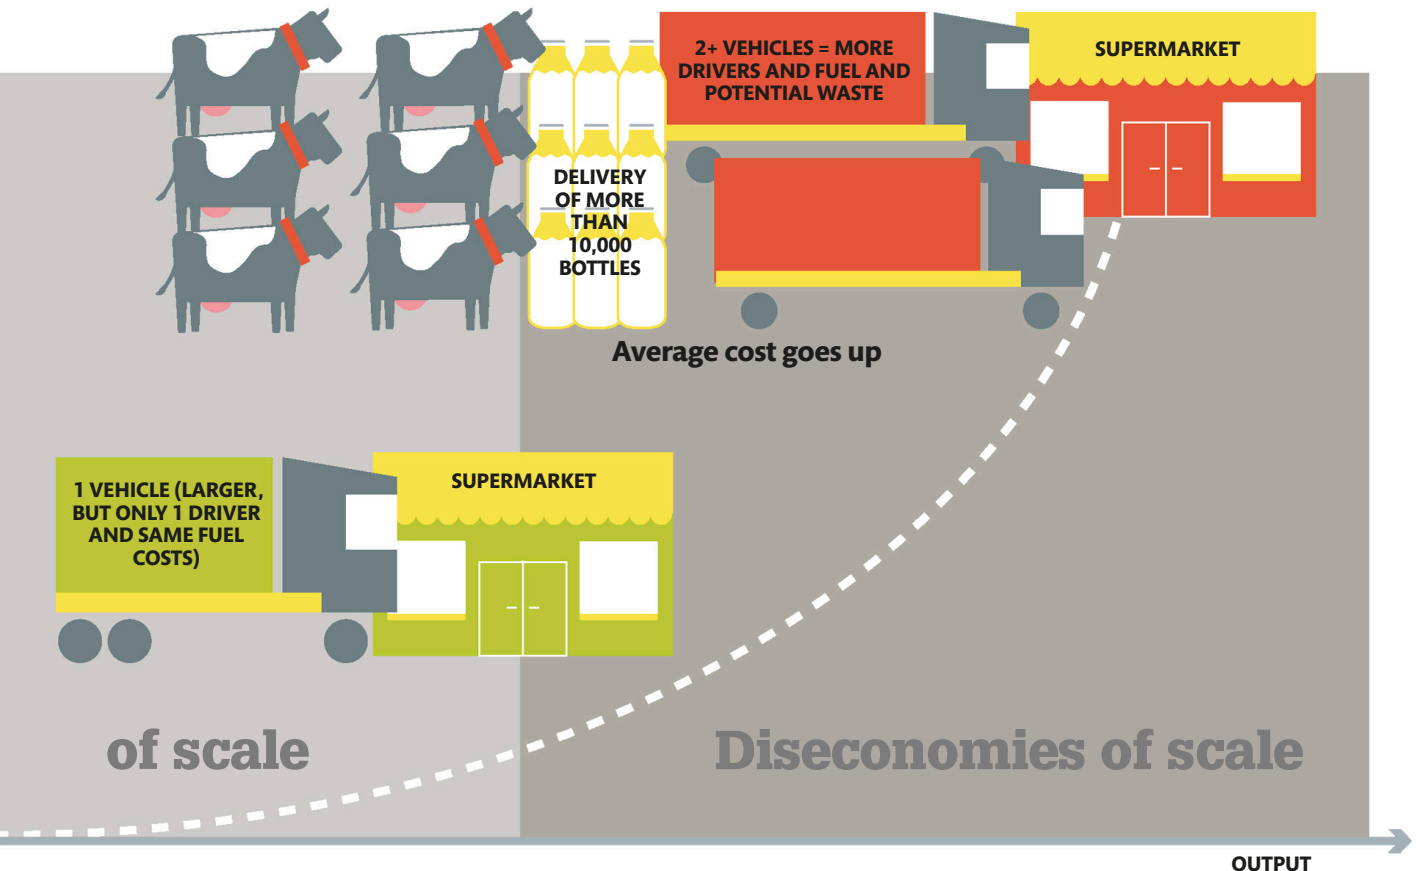 2+ VEHICLES = MORE
DRIVERS AND FUEL AND
POTENTIAL WASTE
SUPERMARKET
DELIVERY
OF MORE
THAN
10,000
BOTTLES
Average cost goes up
1 VEHICLE (LARGER,
BUT ONLY 1 DRIVER
AND SAME FUEL
COSTS)
SUPERMARKET
of scale
Diseconomies of scale
OUTPUT